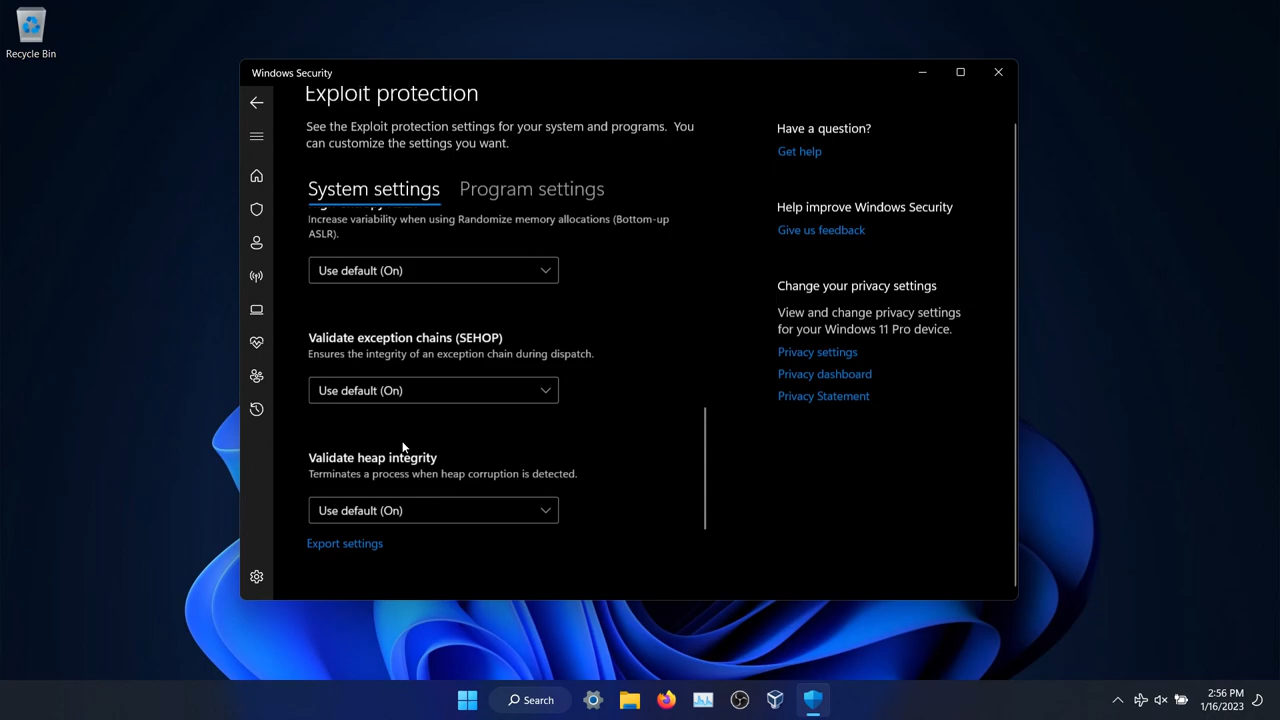 Recycle Bin
Windows Security
Exploit protection
See the Exploit protection settings for your system and programs.  You
can customize the settings you want.
System settings
Program settings
Increase variability when using Randomize memory allocations (Bottom-up
ASLR).
Use default (On)
Validate exception chains (SEHOP)
Ensures the integrity of an exception chain during dispatch.
Use default (On)
Validate heap integrity
Terminates a process when heap corruption is detected.
Use default (On)
Export settings
Have a question?
Get help
Help improve Windows Security
Give us feedback
Change your privacy settings
View and change privacy settings
for your Windows 11 Pro device.
Privacy settings
Privacy dashboard
Privacy Statement
Search
2:56 PM
1/16/2023